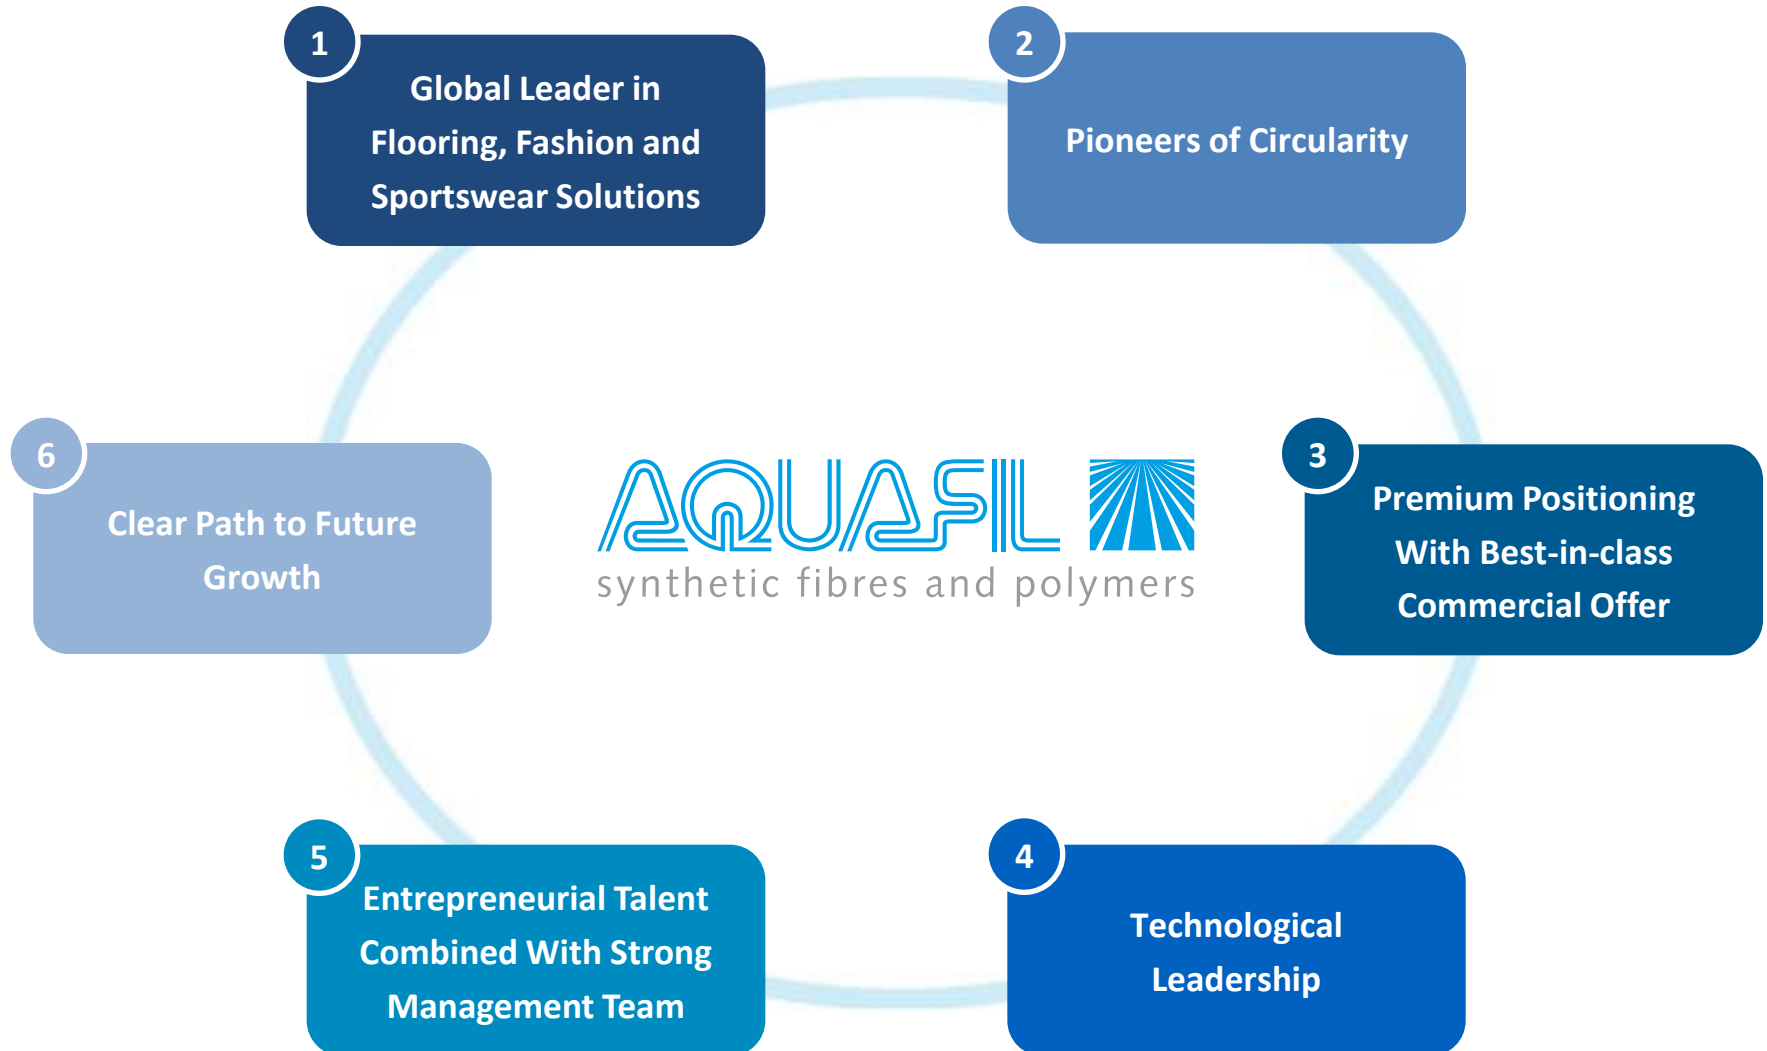 1
Global Leader in
Flooring, Fashion and
Sportswear Solutions
2
Pioneers of Circularity
3
Premium Positioning
With Best-in-class
Commercial Offer
4
Technological
Leadership
5
Entrepreneurial Talent
Combined With Strong
Management Team
6
Clear Path to Future
Growth
AQUAFIL
synthetic fibres and polymers